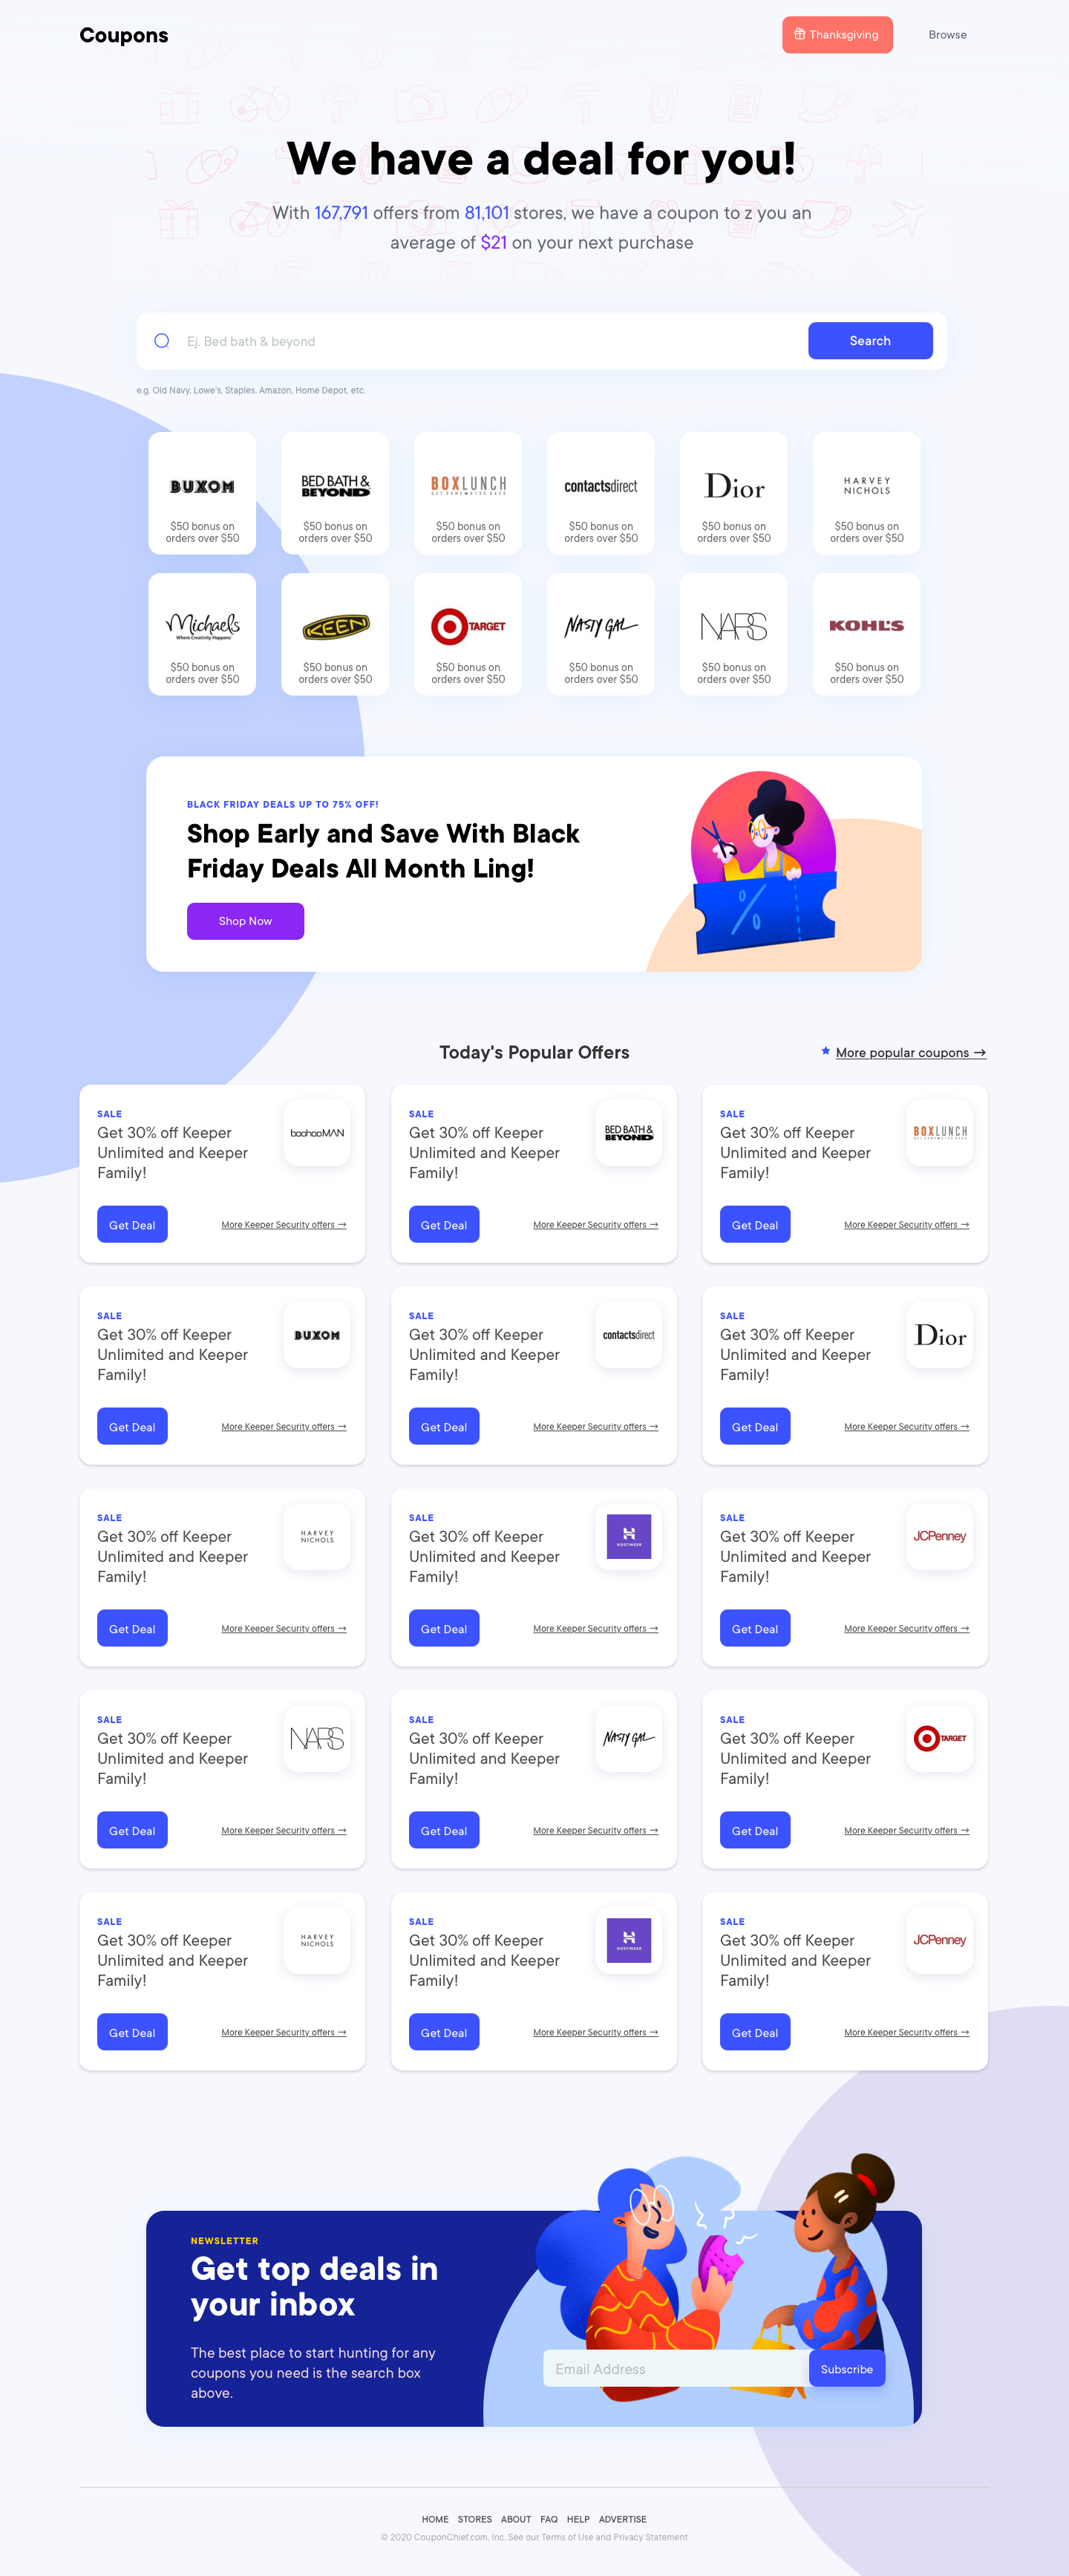 Coupons
Thanksgiving
Browse
We have a deal for you!
With 167,791 offers from 81,101 stores, we have a coupon to z you an
average of $21 on your next purchase
Ej. Bed bath & beyond
Search
e.g. Old Navy, Lowe's, Staples, Amazon, Home Depot, etc.
BUXOM
$50 bonus on
orders over $50
BED BATH &
BEYOND
$50 bonus on
orders over $50
BOXLUNCH
GET SOME GIVE BACK
$50 bonus on
orders over $50
contactsdirect
$50 bonus on
orders over $50
Dior
$50 bonus on
orders over $50
HARVEY
NICHOLS
$50 bonus on
orders over $50
Michaels
Where Creativity Happens
$50 bonus on
orders over $50
KEEN
$50 bonus on
orders over $50
TARGET
$50 bonus on
orders over $50
NASTY GAL
$50 bonus on
orders over $50
NARS
$50 bonus on
orders over $50
KOHL'S
$50 bonus on
orders over $50
BLACK FRIDAY DEALS UP TO 75% OFF!
Shop Early and Save With Black
Friday Deals All Month Ling!
Shop Now
%
Today's Popular Offers
More popular coupons →
SALE
Get 30% off Keeper
Unlimited and Keeper
Family!
boohooMAN
Get Deal
More Keeper Security offers →
SALE
Get 30% off Keeper
Unlimited and Keeper
Family!
BED BATH &
BEYOND
Get Deal
More Keeper Security offers →
SALE
Get 30% off Keeper
Unlimited and Keeper
Family!
BOXLUNCH
GET SOME GIVE BACK
Get Deal
More Keeper Security offers →
SALE
Get 30% off Keeper
Unlimited and Keeper
Family!
BUXOM
Get Deal
More Keeper Security offers →
SALE
Get 30% off Keeper
Unlimited and Keeper
Family!
contactsdirect
Get Deal
More Keeper Security offers →
SALE
Get 30% off Keeper
Unlimited and Keeper
Family!
Dior
Get Deal
More Keeper Security offers →
SALE
Get 30% off Keeper
Unlimited and Keeper
Family!
HARVEY
NICHOLS
Get Deal
More Keeper Security offers →
SALE
Get 30% off Keeper
Unlimited and Keeper
Family!
HOSTINGER
Get Deal
More Keeper Security offers →
SALE
Get 30% off Keeper
Unlimited and Keeper
Family!
JCPenney
Get Deal
More Keeper Security offers →
SALE
Get 30% off Keeper
Unlimited and Keeper
Family!
NARS
Get Deal
More Keeper Security offers →
SALE
Get 30% off Keeper
Unlimited and Keeper
Family!
NASTY GAL
Get Deal
More Keeper Security offers →
SALE
Get 30% off Keeper
Unlimited and Keeper
Family!
TARGET
Get Deal
More Keeper Security offers →
SALE
Get 30% off Keeper
Unlimited and Keeper
Family!
HARVEY
NICHOLS
Get Deal
More Keeper Security offers →
SALE
Get 30% off Keeper
Unlimited and Keeper
Family!
HOSTINGER
Get Deal
More Keeper Security offers →
SALE
Get 30% off Keeper
Unlimited and Keeper
Family!
JCPenney
Get Deal
More Keeper Security offers →
NEWSLETTER
Get top deals in
your inbox
The best place to start hunting for any
coupons you need is the search box
above.
Email Address
Subscribe
HOME STORES ABOUT FAQ HELP ADVERTISE
© 2020 CouponChief.com, Inc. See our Terms of Use and Privacy Statement